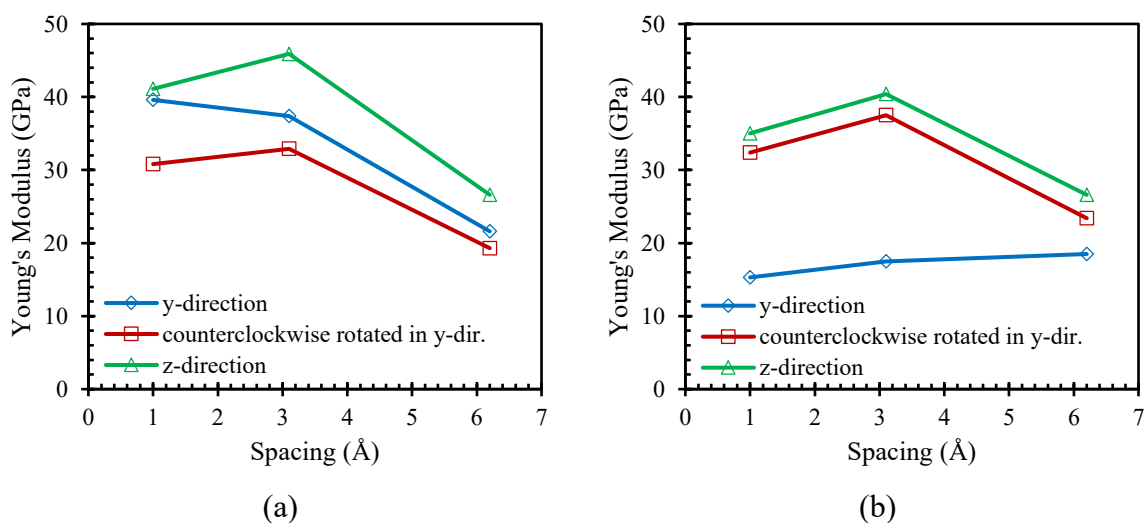 50
40
30
20
10
0
Young's Modulus (GPa)
y-direction
counterclockwise rotated in y-dir.
z-direction
0 1 2 3 4 5 6 7
Spacing (Å)
(a)
50
40
30
20
10
0
Young's Modulus (GPa)
y-direction
counterclockwise rotated in y-dir.
z-direction
0 1 2 3 4 5 6 7
Spacing (Å)
(b)